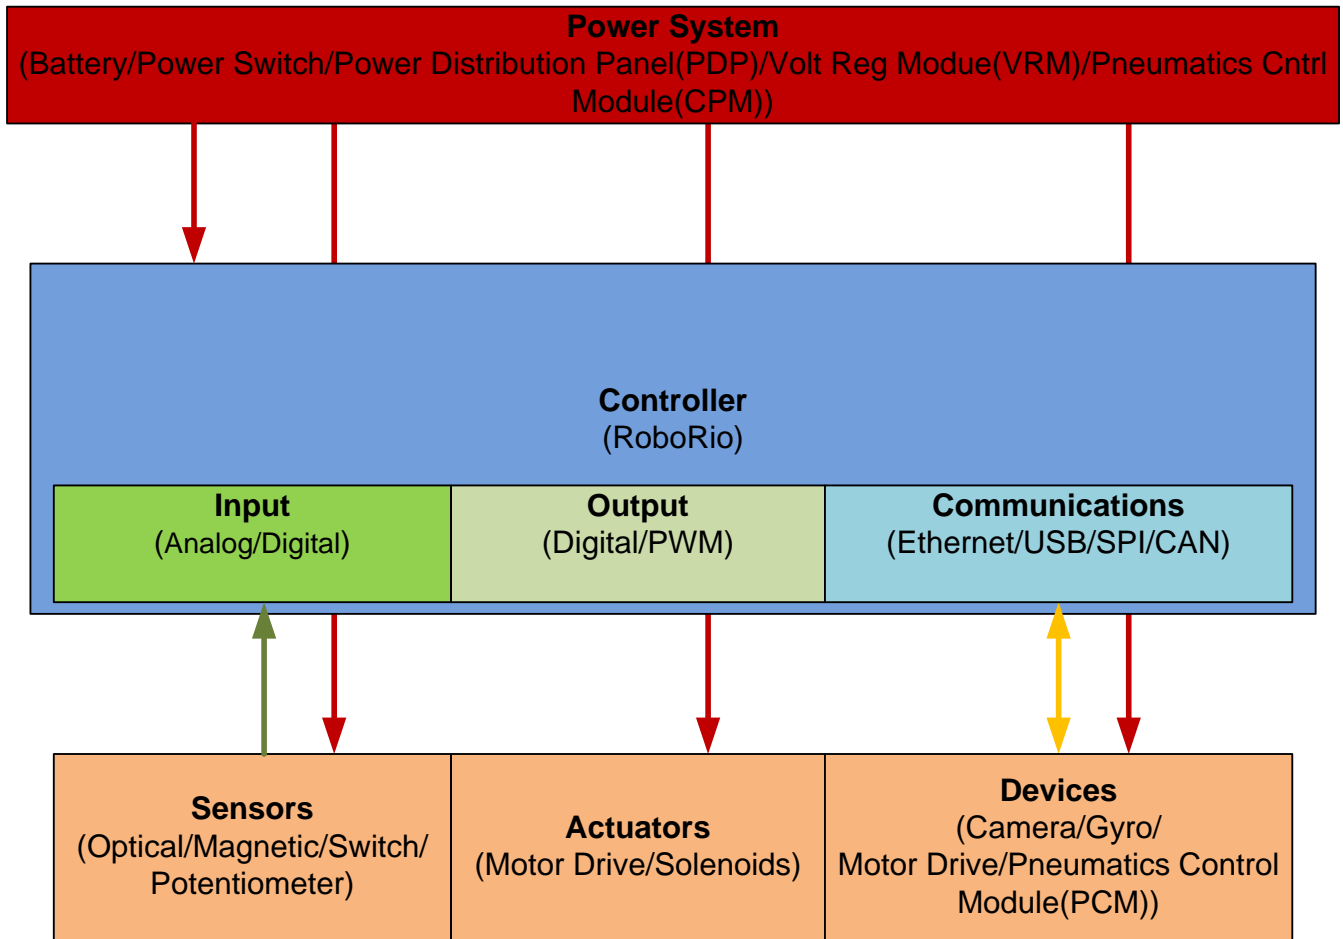 Power System
(Battery/Power Switch/Power Distribution Panel(PDP)/Volt Reg Modue(VRM)/Pneumatics Cntrl
Module(CPM))
Controller
(RoboRio)
Input
(Analog/Digital)
Output
(Digital/PWM)
Communications
(Ethernet/USB/SPI/CAN)
Sensors
(Optical/Magnetic/Switch/
Potentiometer)
Actuators
(Motor Drive/Solenoids)
Devices
(Camera/Gyro/
Motor Drive/Pneumatics Control
Module(PCM))